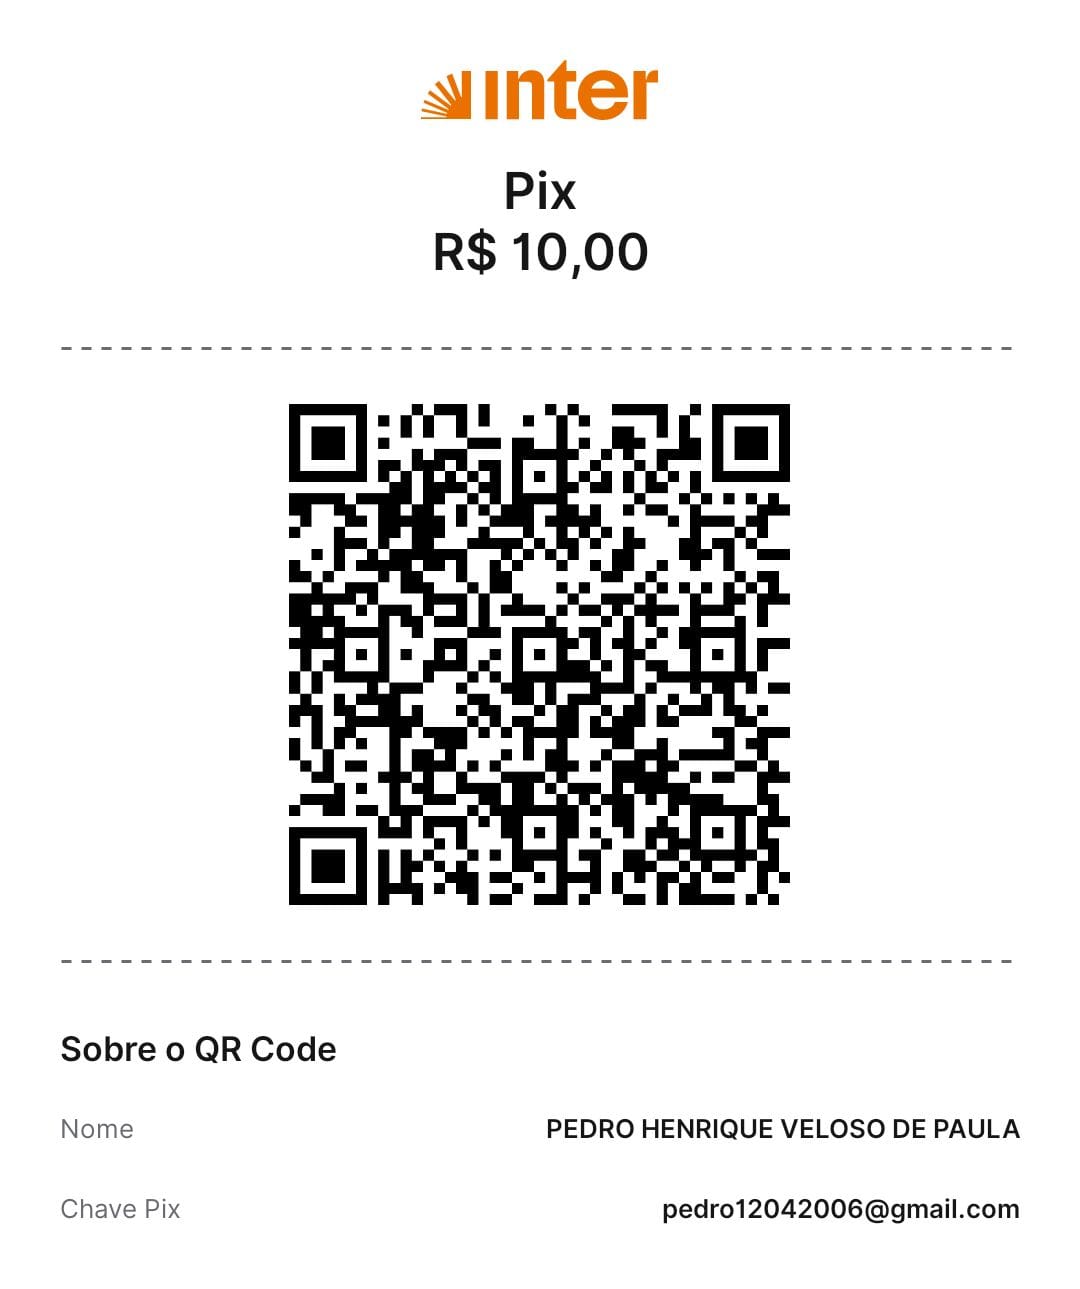 inter
Pix
R$ 10,00
Sobre o QR Code
Nome PEDRO HENRIQUE VELOSO DE PAULA
Chave Pix pedro12042006@gmail.com